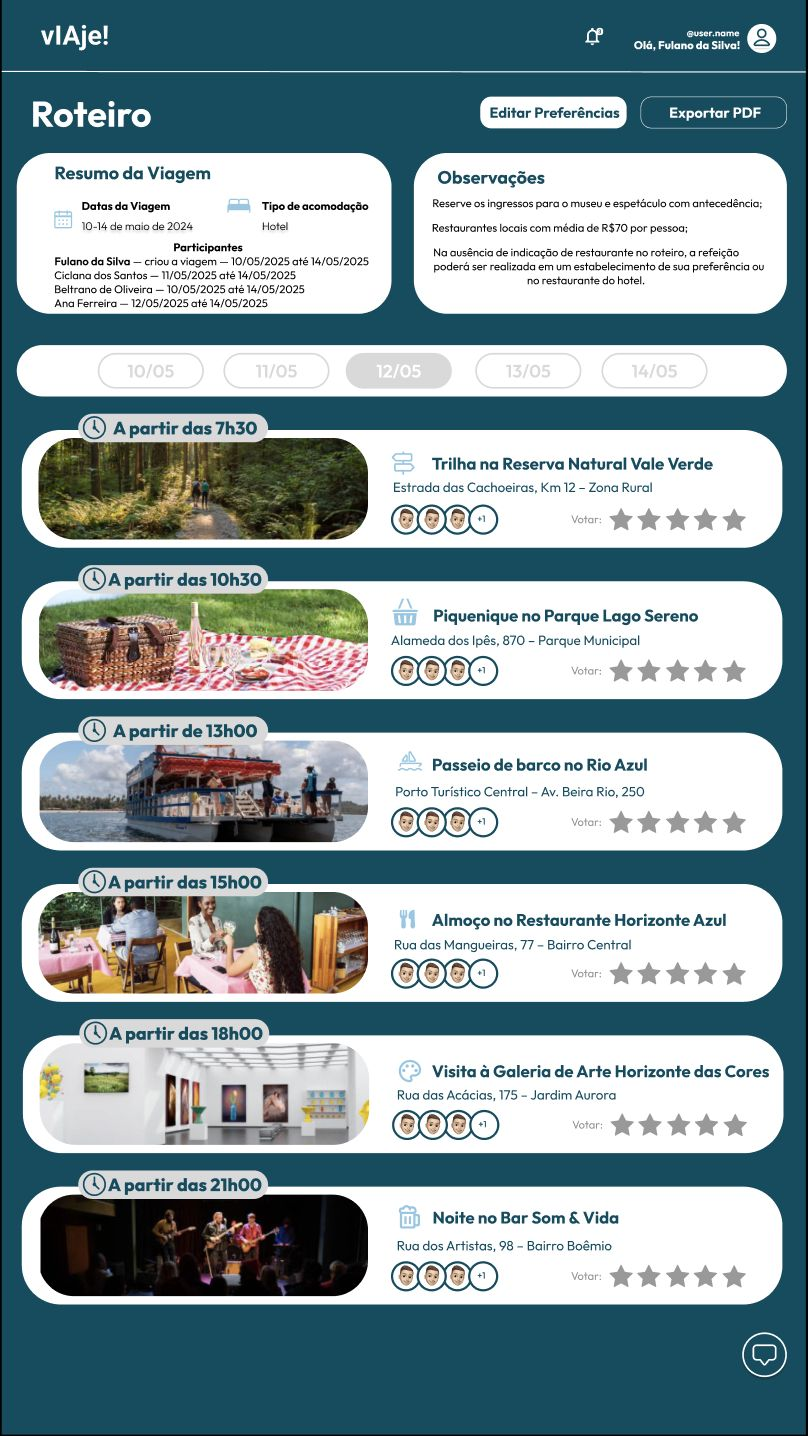 vIAje!
@user.name
Olá, Fulano da Silva!
Roteiro
Editar Preferências
Exportar PDF
Resumo da Viagem
Datas da Viagem
10-14 de maio de 2024
Tipo de acomodação
Hotel
Participantes
Fulano da Silva — criou a viagem — 10/05/2025 até 14/05/2025
Ciclana dos Santos — 11/05/2025 até 14/05/2025
Beltrano de Oliveira — 10/05/2025 até 14/05/2025
Ana Ferreira — 12/05/2025 até 14/05/2025
Observações
Reserve os ingressos para o museu e espetáculo com antecedência;
Restaurantes locais com média de R$70 por pessoa;
Na ausência de indicação de restaurante no roteiro, a refeição
poderá ser realizada em um estabelecimento de sua preferência ou
no restaurante do hotel.
10/05
11/05
12/05
13/05
14/05
A partir das 7h30
Trilha na Reserva Natural Vale Verde
Estrada das Cachoeiras, Km 12 – Zona Rural
+1
Votar:
A partir das 10h30
Piquenique no Parque Lago Sereno
Alameda dos Ipês, 870 – Parque Municipal
+1
Votar:
A partir de 13h00
Passeio de barco no Rio Azul
Porto Turístico Central – Av. Beira Rio, 250
+1
Votar:
A partir das 15h00
Almoço no Restaurante Horizonte Azul
Rua das Mangueiras, 77 – Bairro Central
+1
Votar:
A partir das 18h00
Visita à Galeria de Arte Horizonte das Cores
Rua das Acácias, 175 – Jardim Aurora
+1
Votar:
A partir das 21h00
Noite no Bar Som & Vida
Rua dos Artistas, 98 – Bairro Boêmio
+1
Votar: